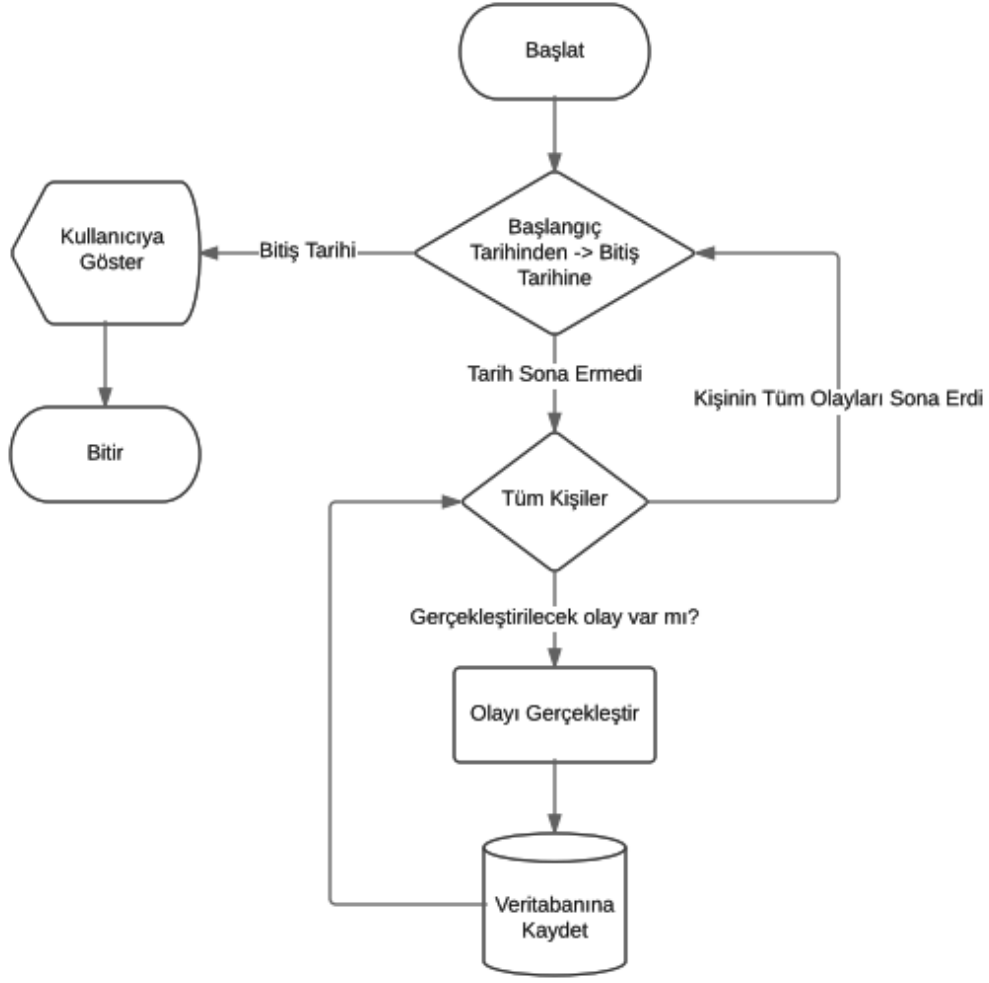 Başlat
Başlangıç
Tarihinden -> Bitiş
Tarihine
Bitiş Tarihi
Kullanıcıya
Göster
Bitir
Tarih Sona Ermedi
Kişinin Tüm Olayları Sona Erdi
Tüm Kişiler
Gerçekleştirilecek olay var mı?
Olayı Gerçekleştir
Veritabanına
Kaydet